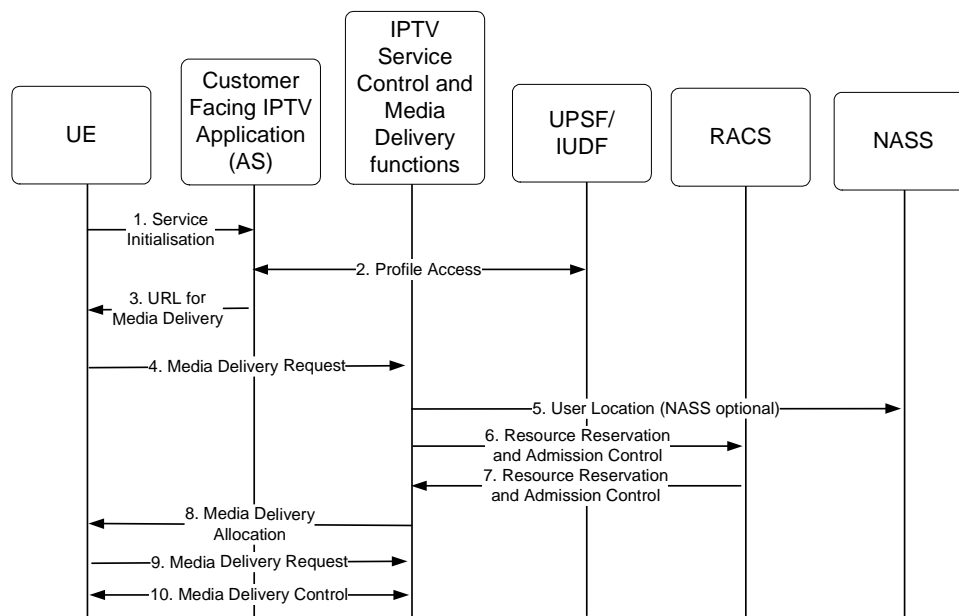 UE
Customer
Facing IPTV
Application
(AS)
IPTV
Service
Control and
Media
Delivery
functions
UPSF/
IUDF
RACS
NASS
1. Service
Initialisation
2. Profile Access
3. URL for
Media Delivery
4. Media Delivery Request
5. User Location (NASS optional)
6. Resource Reservation
and Admission Control
7. Resource Reservation
and Admission Control
8. Media Delivery
Allocation
9. Media Delivery Request
10. Media Delivery Control